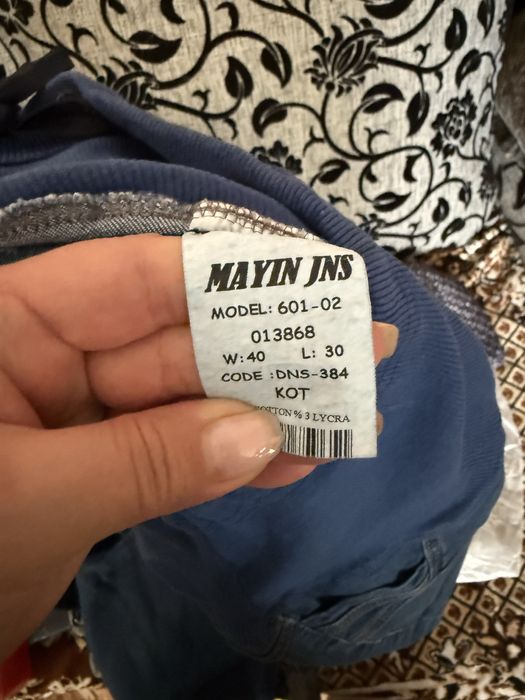 MAYIN JNS
MODEL: 601-02
013868
W: 40 L: 30
CODE :DNS-384
KOT
% 3 LYCRA